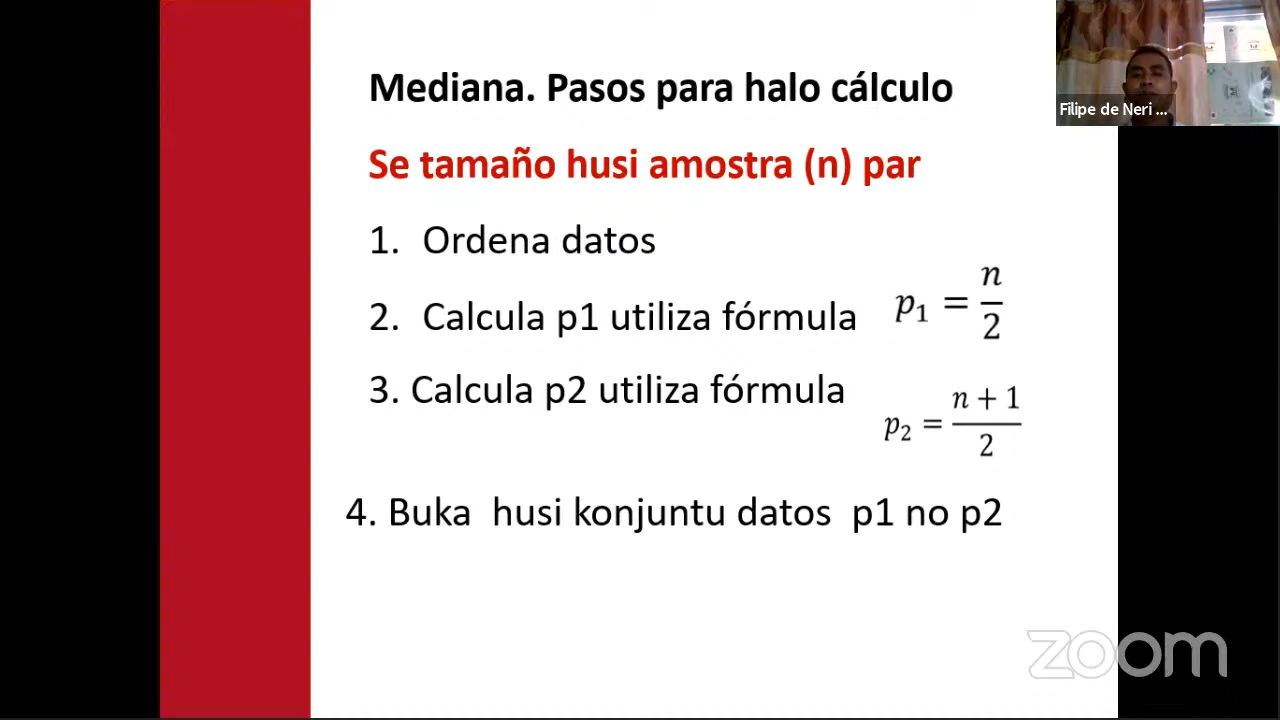 Mediana. Pasos para halo cálculo
Se tamaño husi amostra (n) par
1. Ordena datos
2. Calcula p1 utiliza fórmula p₁ = n/2
3. Calcula p2 utiliza fórmula p₂ = (n + 1)/2
4. Buka husi konjuntu datos p1 no p2
Filipe de Neri ...
zoom